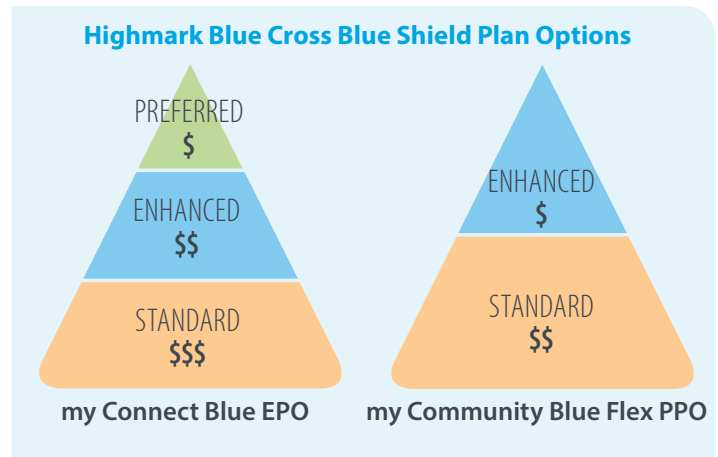 Highmark Blue Cross Blue Shield Plan Options
PREFERRED
$
ENHANCED
$$
STANDARD
$$$
my Connect Blue EPO
ENHANCED
$
STANDARD
$$
my Community Blue Flex PPO